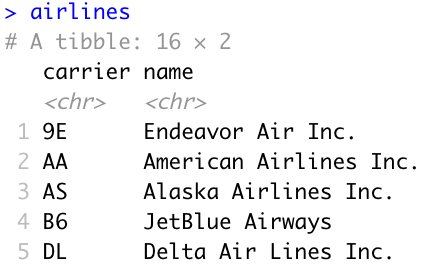 > airlines
# A tibble: 16 × 2
carrier name
<chr> <chr>
1 9E Endeavor Air Inc.
2 AA American Airlines Inc.
3 AS Alaska Airlines Inc.
4 B6 JetBlue Airways
5 DL Delta Air Lines Inc.